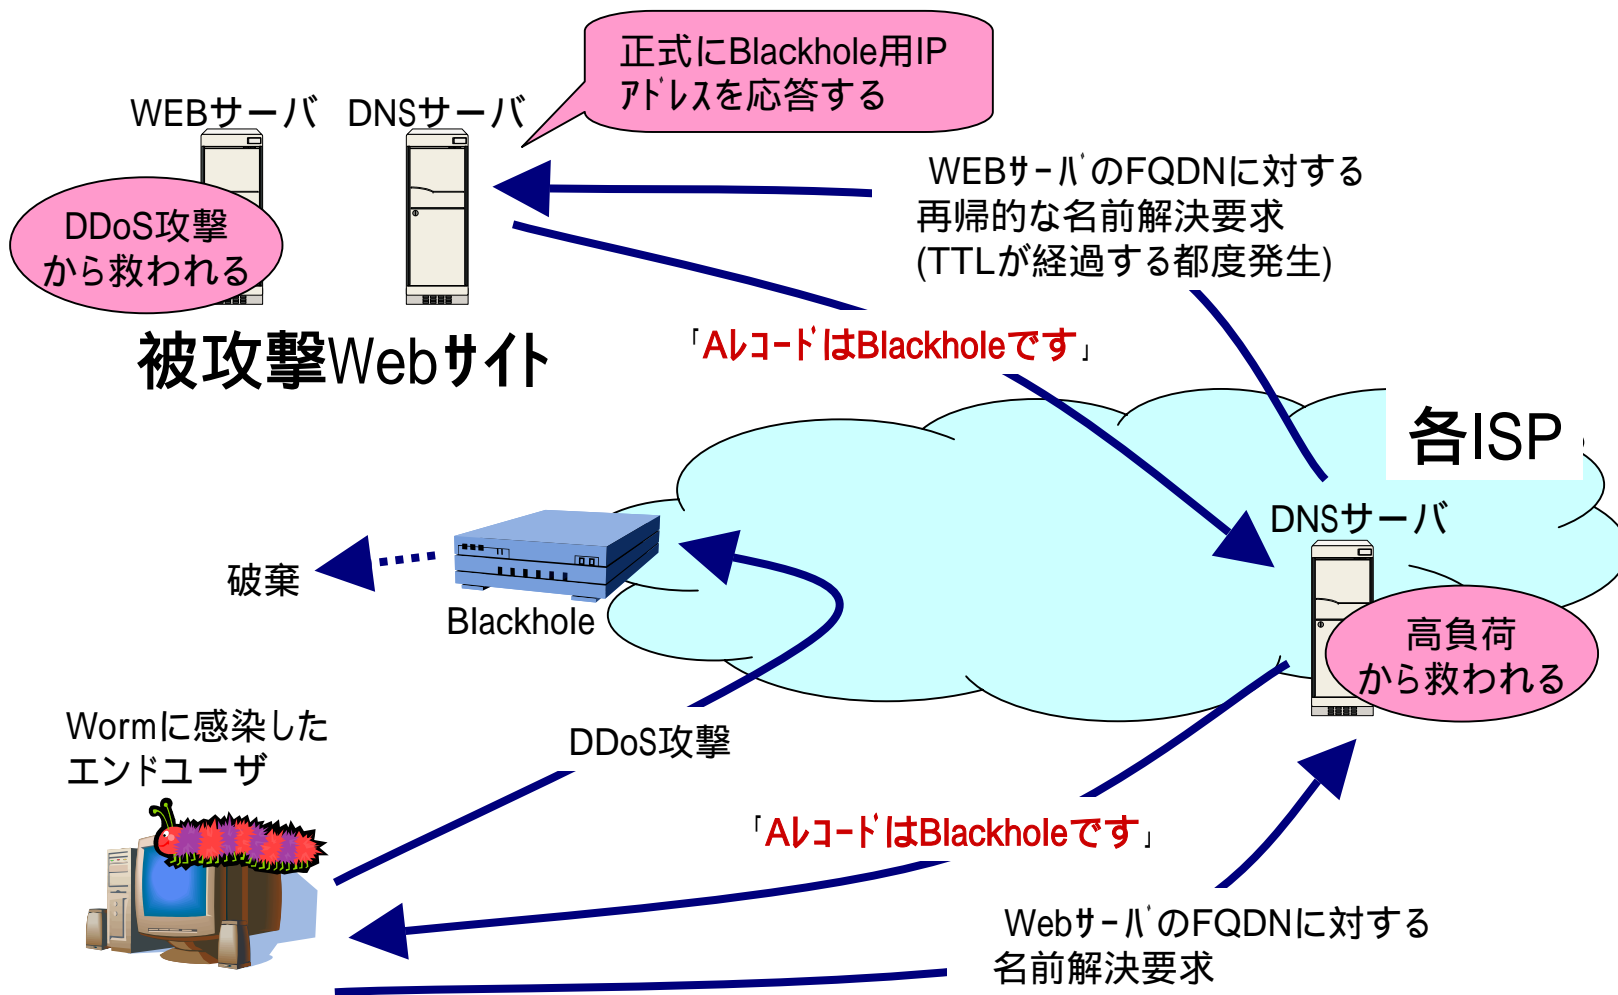 正式にBlackhole用IP
ｱﾄﾞﾚｽを応答する
WEBサーバ
DNSサーバ
WEBｻｰﾊﾞのFQDNに対する
再帰的な名前解決要求
(TTLが経過する都度発生)
DDoS攻撃
から救われる
被攻撃Webｻｲﾄ
「Aﾚｺｰﾄﾞは Blackholeです」
各ISP
DNSサーバ
破棄
Blackhole
高負荷
から救われる
Wormに感染した
エンドユーザ
DDoS攻撃
「Aﾚｺｰﾄﾞは Blackholeです」
WebｻｰﾊﾞのFQDNに対する
名前解決要求